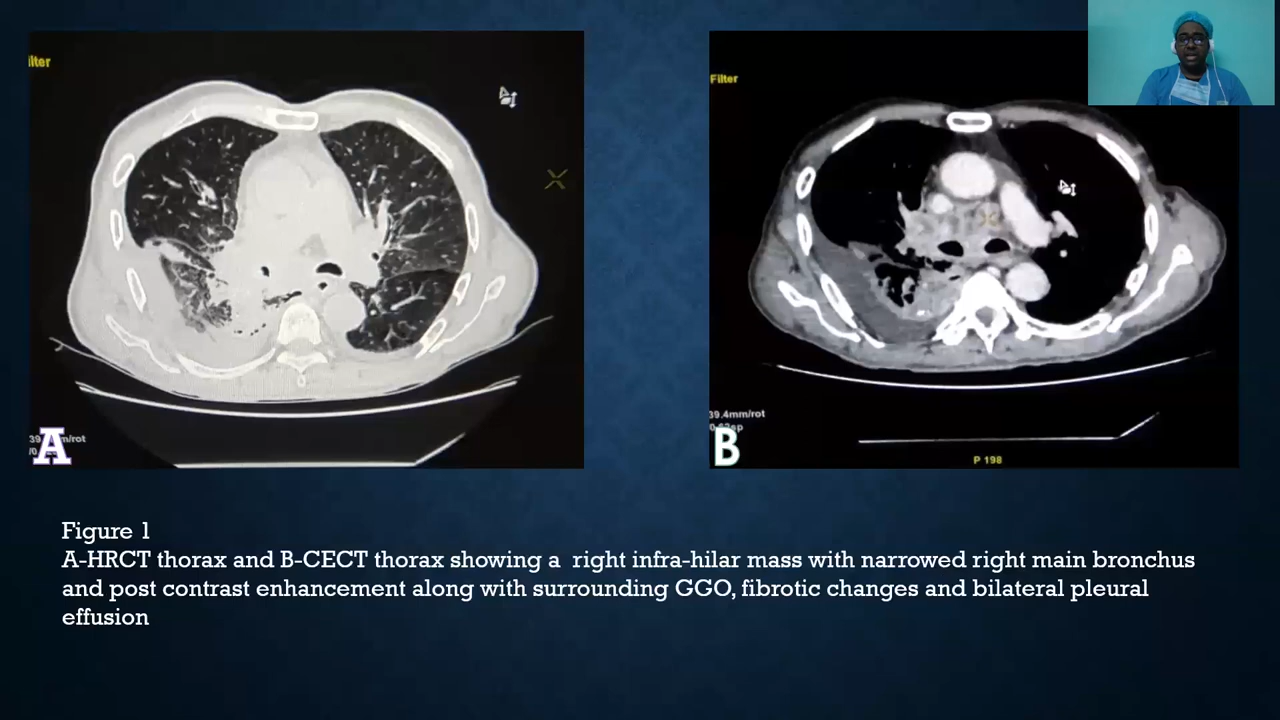 ilter
Filter
39.4mm/rot
A
B
P 198
Figure 1
A-HRCT thorax and B-CECT thorax showing a right infra-hilar mass with narrowed right main bronchus
and post contrast enhancement along with surrounding GGO, fibrotic changes and bilateral pleural
effusion